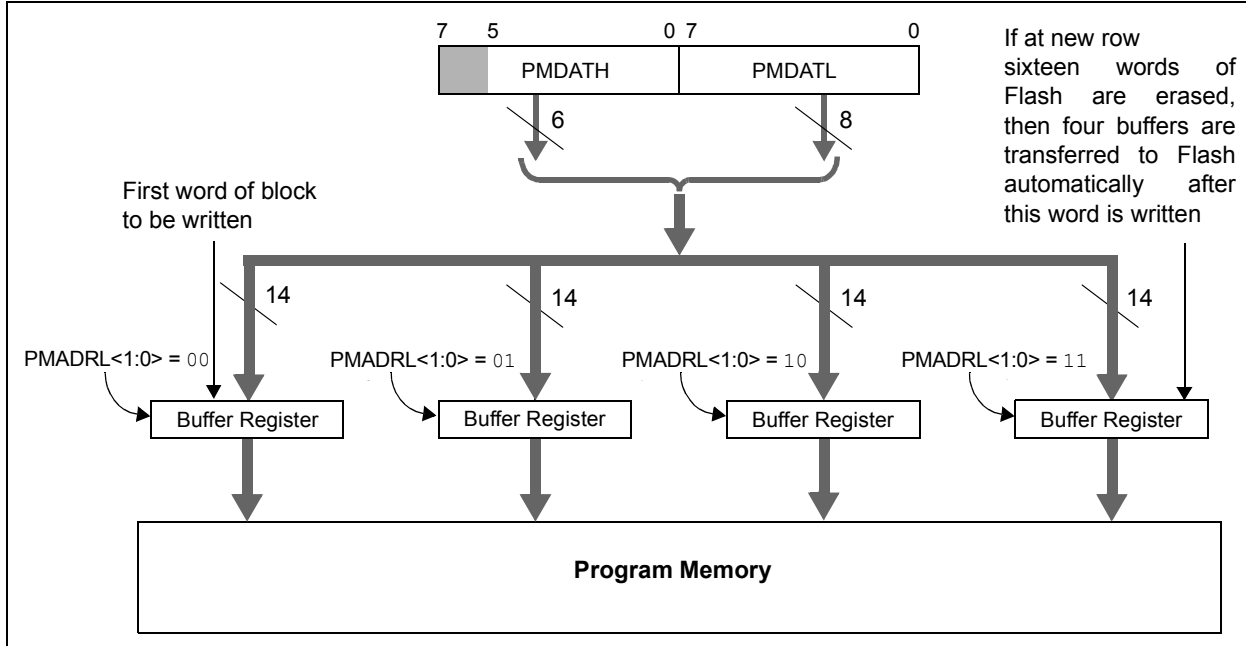 7 5 0 7 0
PMDATH PMDATL
6 8
If at new row
sixteen words of
Flash are erased,
then four buffers are
transferred to Flash
automatically after
this word is written
First word of block
to be written
14 14 14 14
PMADRL<1:0> = 00 PMADRL<1:0> = 01 PMADRL<1:0> = 10 PMADRL<1:0> = 11
Buffer Register Buffer Register Buffer Register Buffer Register
Program Memory